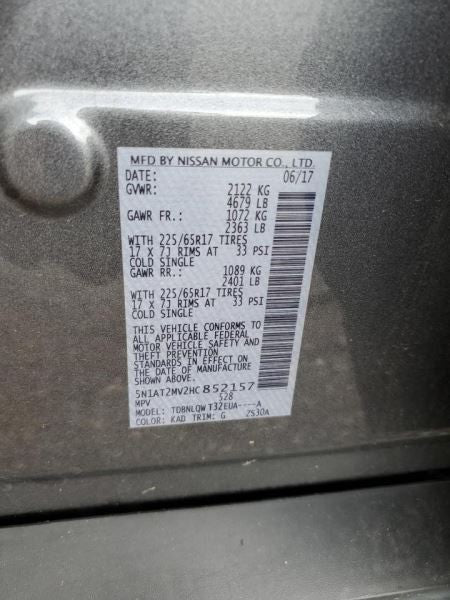 MFD BY NISSAN MOTOR CO., LTD.
DATE: 06/17
GVWR: 2122 KG
4679 LB
GAWR FR.: 1072 KG
2363 LB
WITH 225/65R17 TIRES
17 X 7J RIMS AT 33 PSI
COLD SINGLE
GAWR RR.: 1089 KG
2401 LB
WITH 225/65R17 TIRES
17 X 7J RIMS AT 33 PSI
COLD SINGLE
THIS VEHICLE CONFORMS TO
ALL APPLICABLE FEDERAL
MOTOR VEHICLE SAFETY AND
THEFT PREVENTION
STANDARDS IN EFFECT ON
THE DATE OF MANUFACTURE
SHOWN ABOVE.
5N1AT2MV2HC852157
MPV 528
MODEL: TDBNLQWT32EUA----A
COLOR: KAD TRIM: G ZS30A